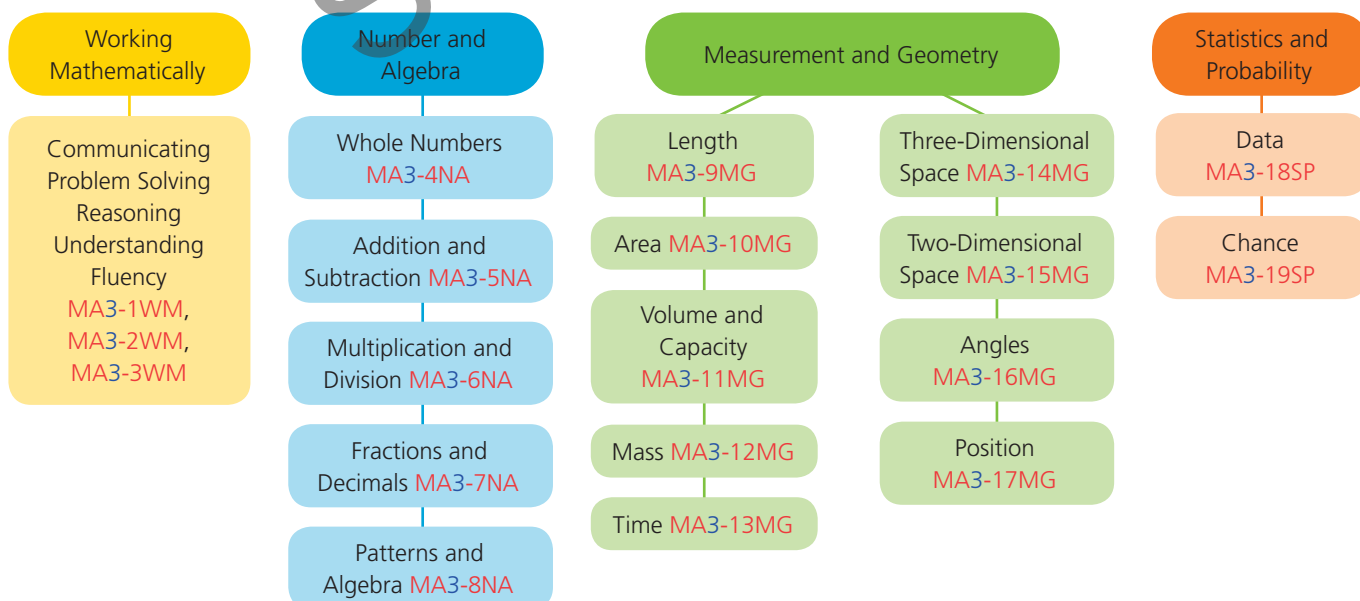 Working
Mathematically
Communicating
Problem Solving
Reasoning
Understanding
Fluency
MA3-1WM,
MA3-2WM,
MA3-3WM
Number and
Algebra
Whole Numbers
MA3-4NA
Addition and
Subtraction MA3-5NA
Multiplication and
Division MA3-6NA
Fractions and
Decimals MA3-7NA
Patterns and
Algebra MA3-8NA
Measurement and Geometry
Length
MA3-9MG
Area MA3-10MG
Volume and
Capacity
MA3-11MG
Mass MA3-12MG
Time MA3-13MG
Three-Dimensional
Space MA3-14MG
Two-Dimensional
Space MA3-15MG
Angles
MA3-16MG
Position
MA3-17MG
Statistics and
Probability
Data
MA3-18SP
Chance
MA3-19SP